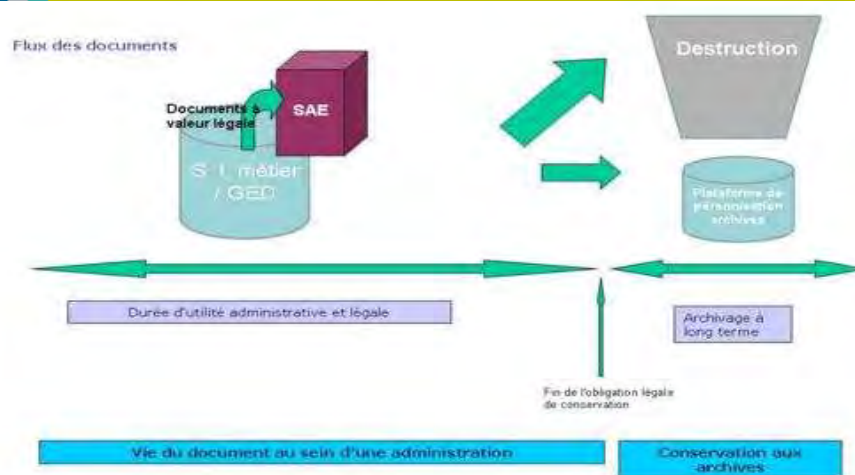 Flux des documents
Destruction
Documents à
valeur légale
SAE
S. I. métier
/ GED
Plateforme de
pérennisation
archives
Durée d'utilité administrative et légale
Archivage à
long terme
Fin de l'obligation légale
de conservation
Vie du document au sein d'une administration
Conservation aux
archives